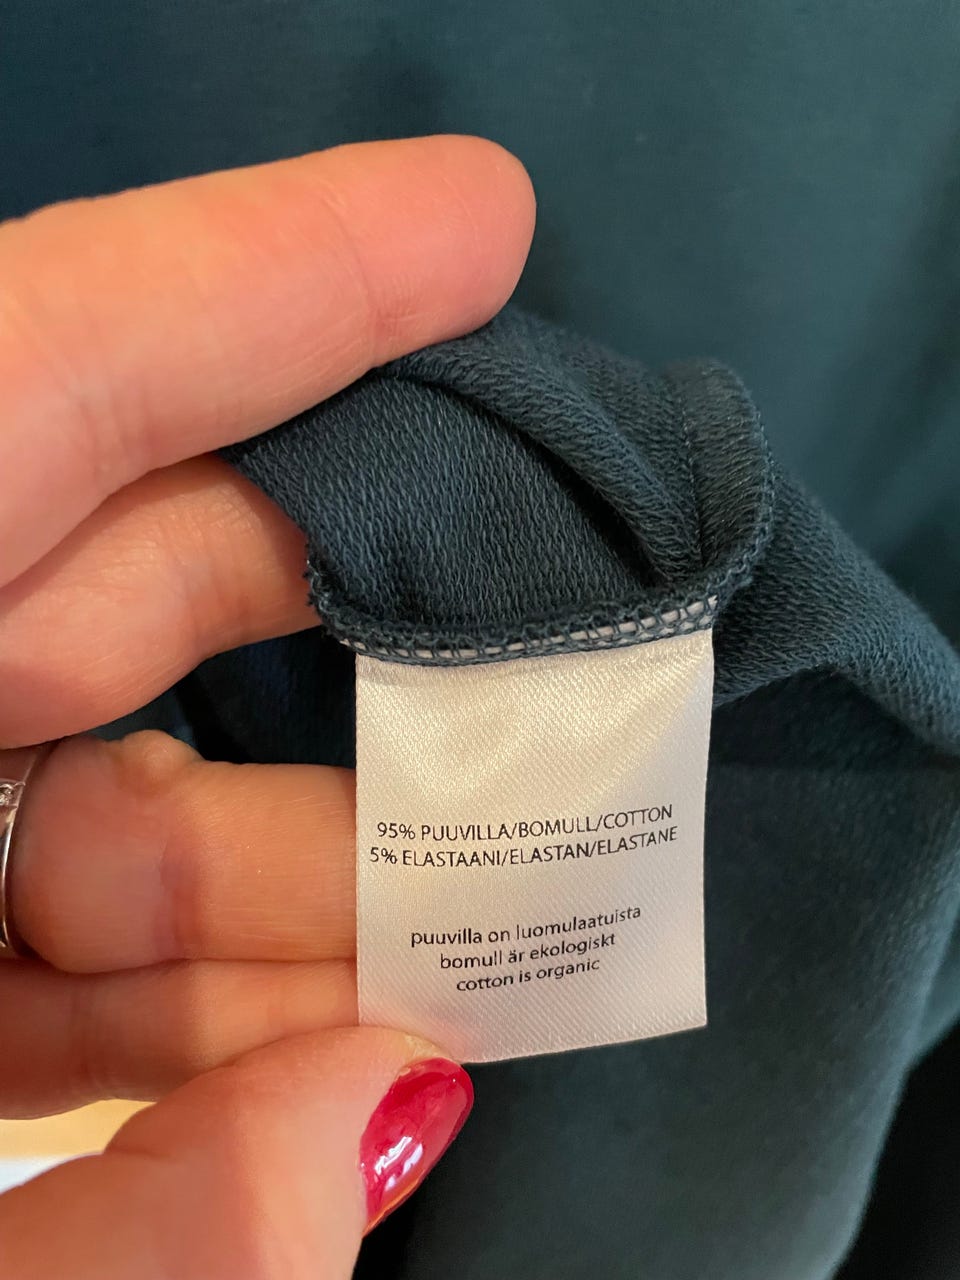 95% PUUVILLA/BOMULL/COTTON
5% ELASTAANI/ELASTAN/ELASTANE
puuvilla on luomulaatuista
bomull är ekologiskt
cotton is organic